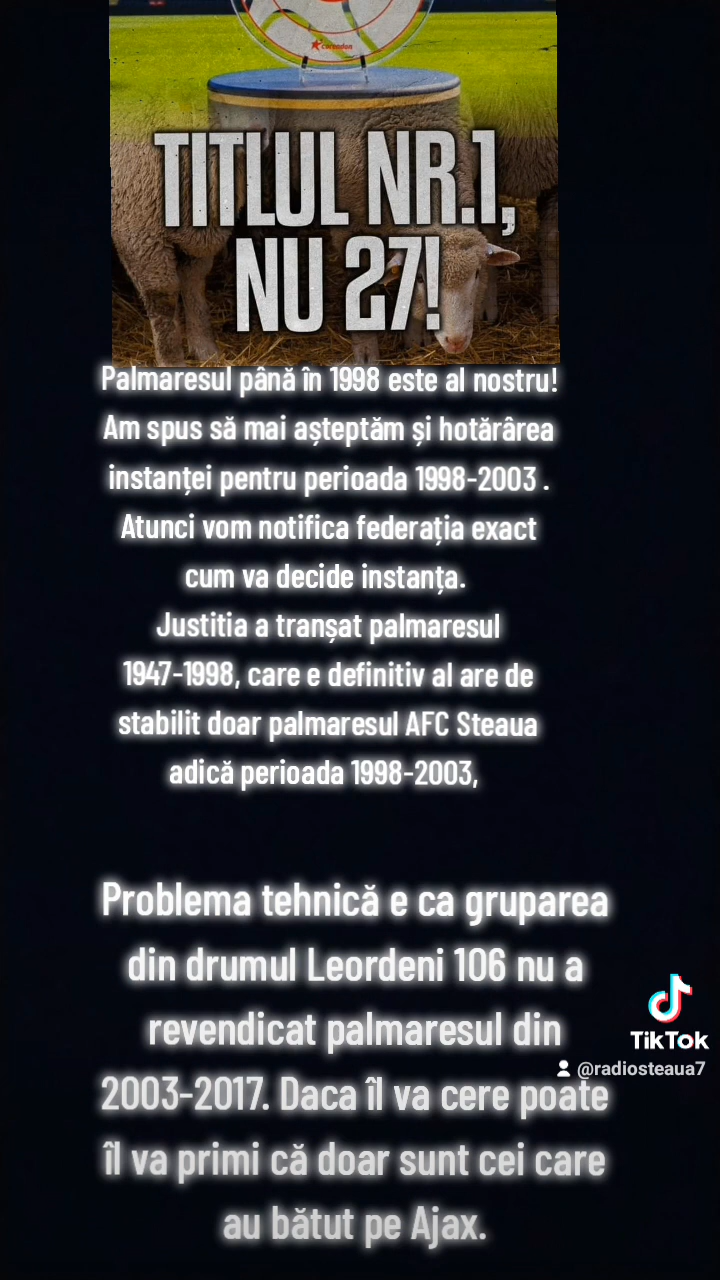 corendon
TITLUL NR.1,
NU 27!
Palmaresul până în 1998 este al nostru!
Am spus să mai așteptăm și hotărârea
instanței pentru perioada 1998-2003 .
Atunci vom notifica federația exact
cum va decide instanța.
Justitia a tranșat palmaresul
1947-1998, care e definitiv al are de
stabilit doar palmaresul AFC Steaua
adică perioada 1998-2003,
Problema tehnică e ca gruparea
din drumul Leordeni 106 nu a
revendicat palmaresul din
2003-2017. Daca îl va cere poate
îl va primi că doar sunt cei care
au bătut pe Ajax.
TikTok
@radiosteaua7